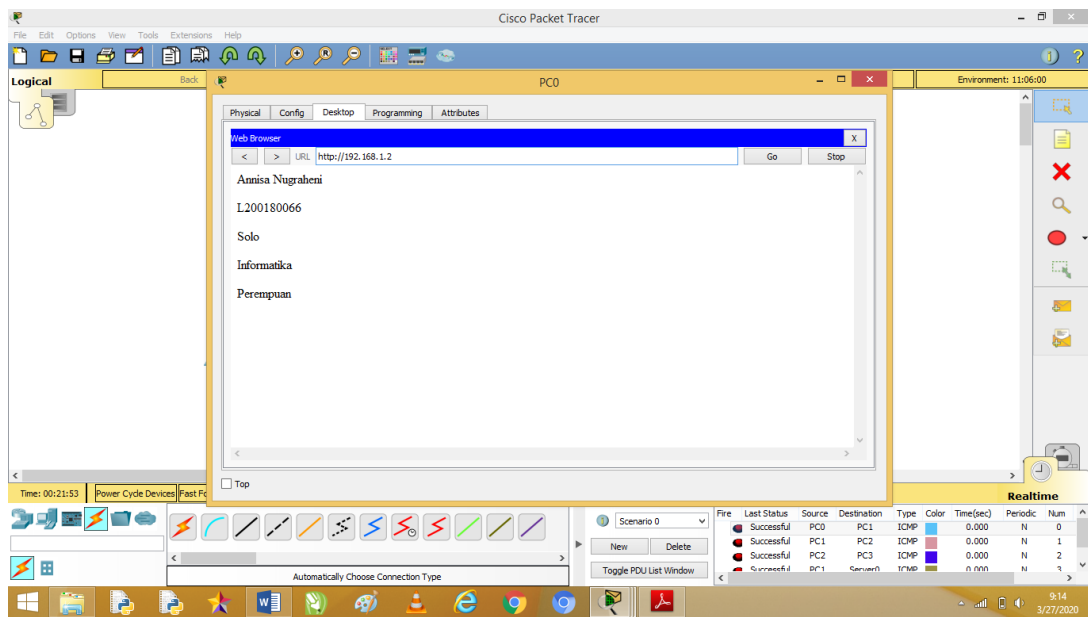 Cisco Packet Tracer
File Edit Options View Tools Extensions Help
Logical
Back
Environment: 11:06:00
PC0
Physical Config Desktop Programming Attributes
Web Browser
X
< > URL http://192.168.1.2 Go Stop
Annisa Nugraheni
L200180066
Solo
Informatika
Perempuan
Top
Time: 00:21:53 Power Cycle Devices Fast Fo
Realtime
Scenario 0
New Delete
Toggle PDU List Window
Automatically Choose Connection Type
Fire Last Status Source Destination Type Color Time(sec) Periodic Num
Successful PC0 PC1 ICMP 0.000 N 0
Successful PC1 PC2 ICMP 0.000 N 1
Successful PC2 PC3 ICMP 0.000 N 2
Successful PC1 Server0 ICMP 0.000 N 3
9:14
3/27/2020